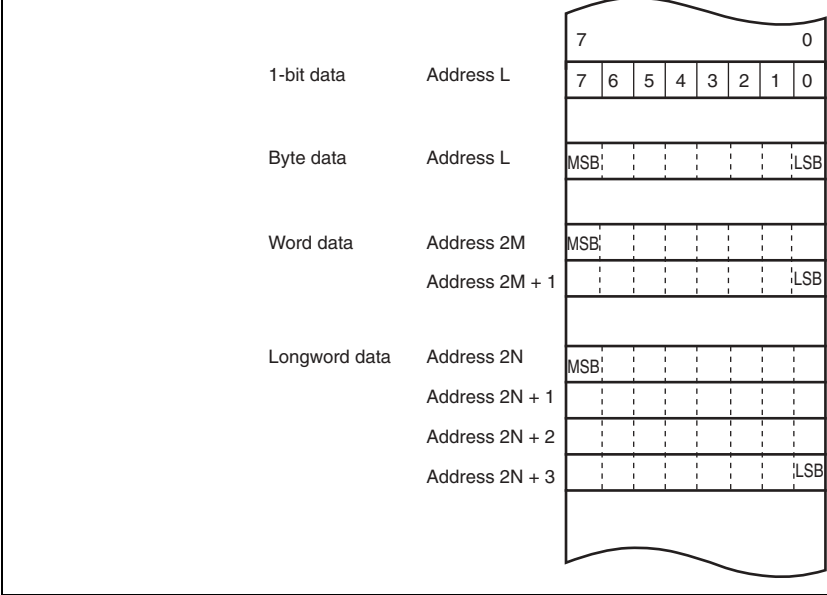 7 0
1-bit data Address L 7 6 5 4 3 2 1 0
Byte data Address L MSB LSB
Word data Address 2M MSB
Address 2M + 1 LSB
Longword data Address 2N MSB
Address 2N + 1
Address 2N + 2
Address 2N + 3 LSB